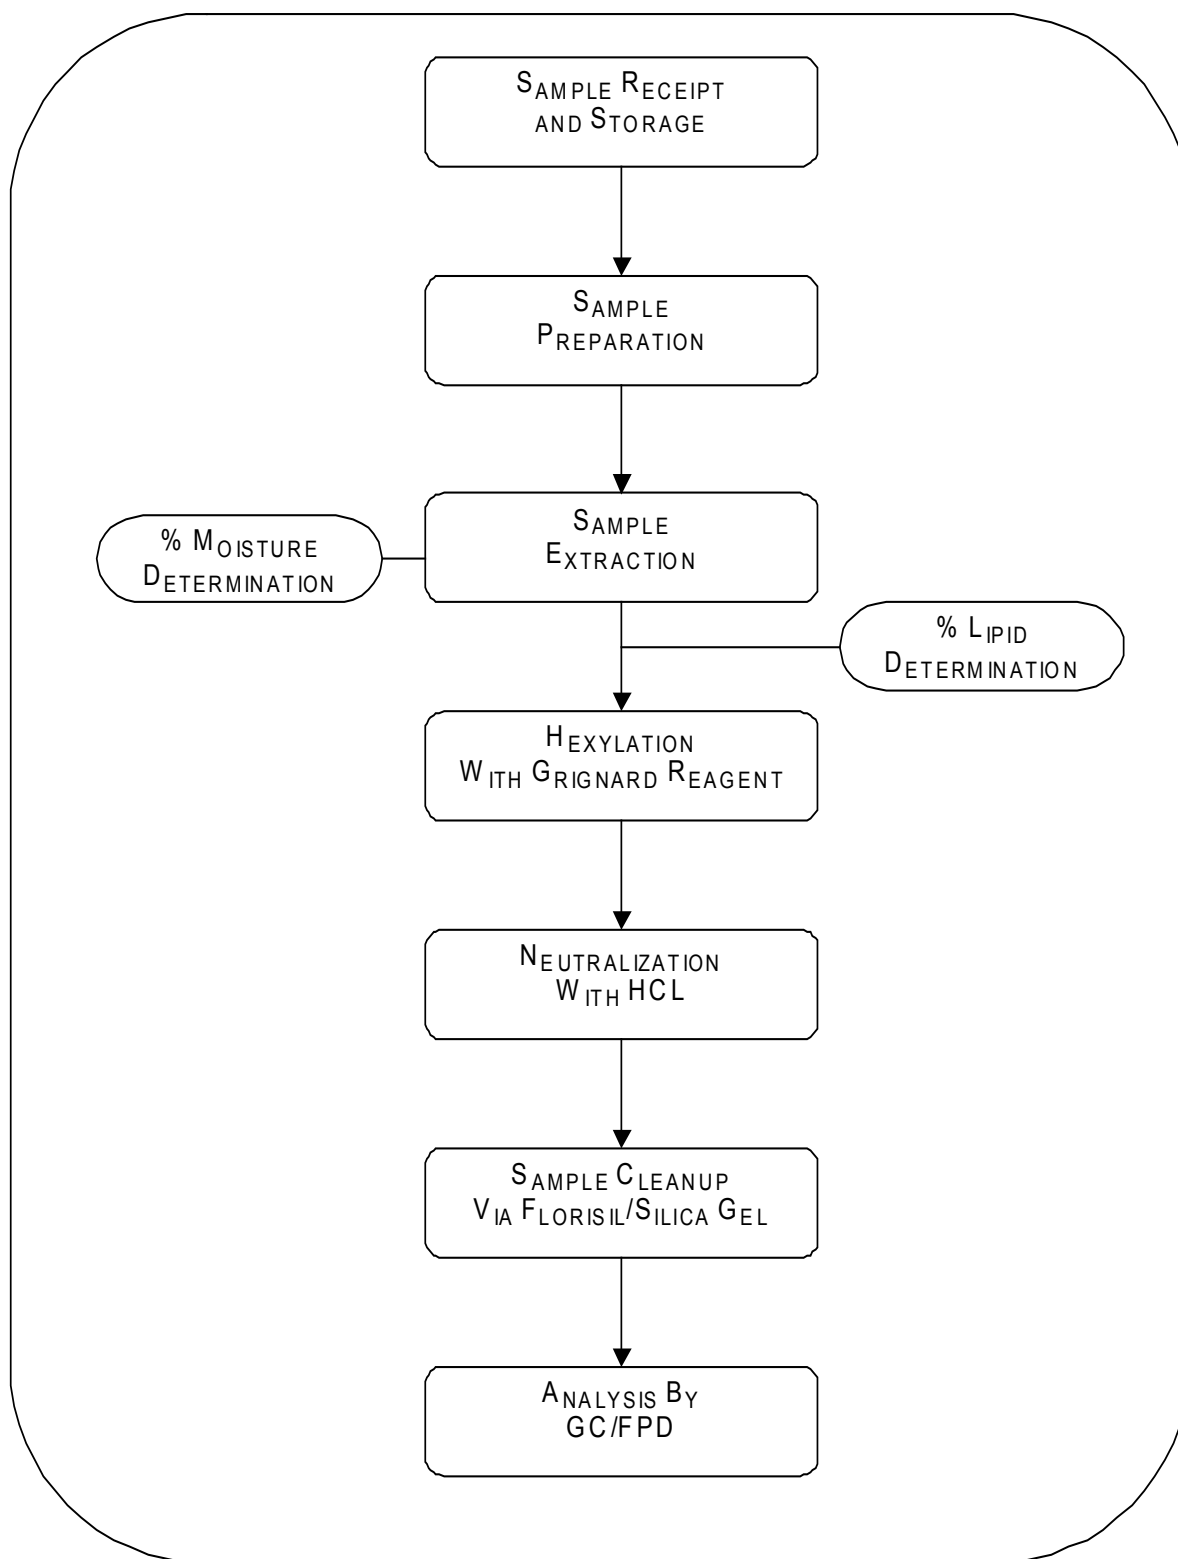 SAMPLE RECEIPT
AND STORAGE
SAMPLE
PREPARATION
SAMPLE
EXTRACTION
% MOISTURE
DETERMINATION
% LIPID
DETERMINATION
HEXYLATION
WITH GRIGNARD REAGENT
NEUTRALIZATION
WITH HCL
SAMPLE CLEANUP
VIA FLORISIL/SILICA GEL
ANALYSIS BY
GC/FPD